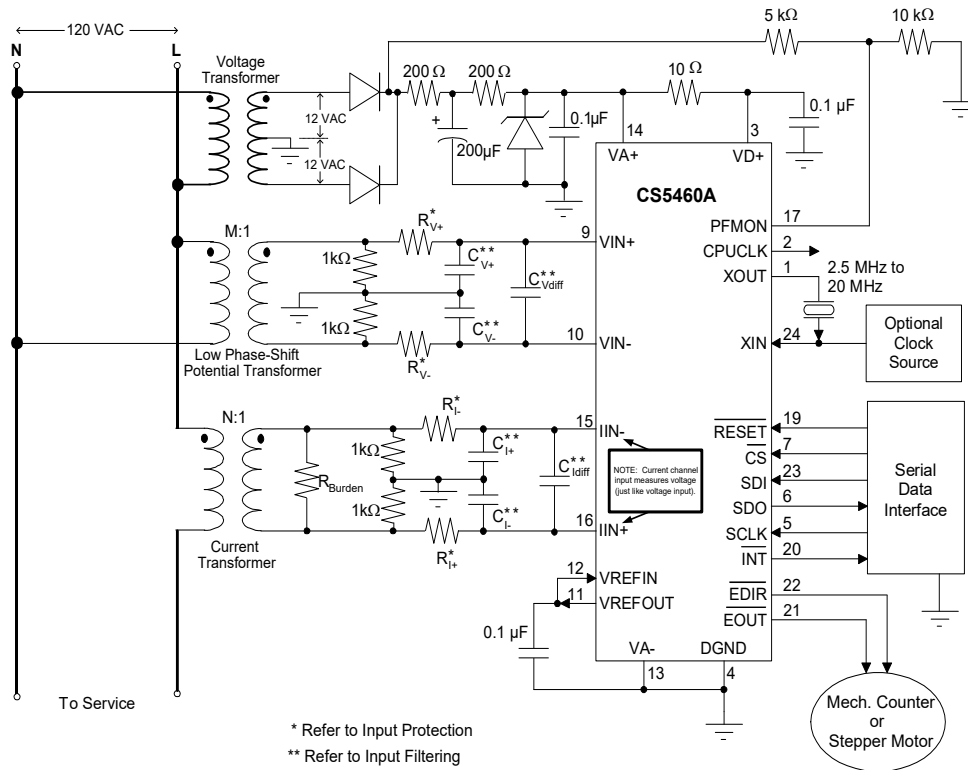 120 VAC
N
L
Voltage
Transformer
12 VAC
12 VAC
200 Ω
200 Ω
+
200µF
0.1µF
10 Ω
0.1 µF
5 kΩ
10 kΩ
14
VA+
3
VD+
CS5460A
PFMON
17
CPUCLK
2
XOUT
1
2.5 MHz to
20 MHz
XIN
24
Optional
Clock
Source
M:1
1kΩ
1kΩ
R*V+
R*V-
C**V+
C**V-
C**Vdiff
9
VIN+
10
VIN-
Low Phase-Shift
Potential Transformer
N:1
RBurden
1kΩ
1kΩ
R*I-
R*I+
C**I+
C**I-
C**Idiff
15
IIN-
16
IIN+
NOTE: Current channel
input measures voltage
(just like voltage input).
Current
Transformer
RESET
19
CS
7
SDI
23
SDO
6
SCLK
5
INT
20
Serial
Data
Interface
EDIR
22
EOUT
21
12
VREFIN
11
VREFOUT
0.1 µF
VA-
13
DGND
4
Mech. Counter
or
Stepper Motor
To Service
* Refer to Input Protection
** Refer to Input Filtering